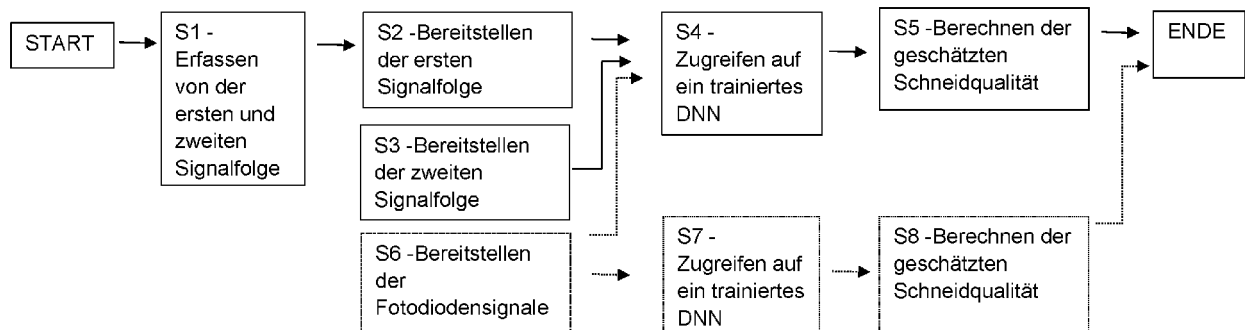 START
S1 -
Erfassen
von der
ersten und
zweiten
Signalfolge
S2 -Bereitstellen
der ersten
Signalfolge
S3 -Bereitstellen
der zweiten
Signalfolge
S6 -Bereitstellen
der
Fotodiodensignale
S4 -
Zugreifen auf
ein trainiertes
DNN
S7 -
Zugreifen auf
ein trainiertes
DNN
S5 -Berechnen der
geschätzten
Schneidqualität
S8 -Berechnen der
geschätzten
Schneidqualität
ENDE